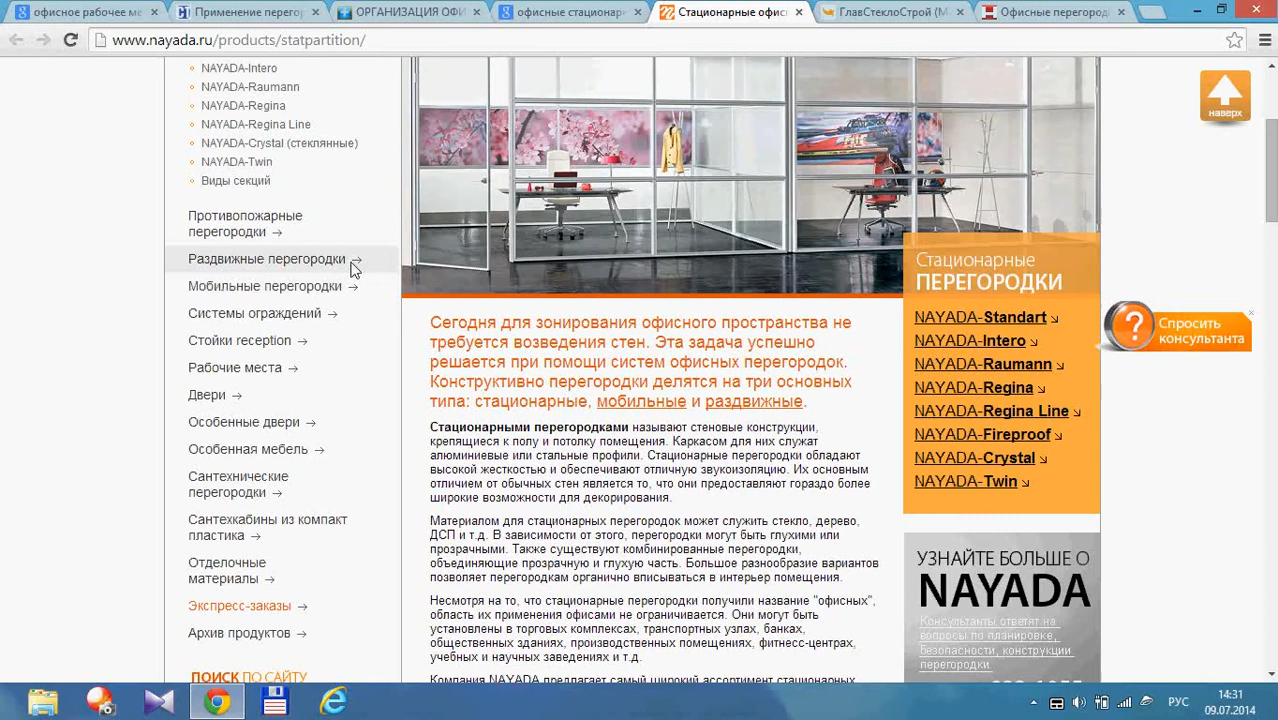 офисное рабочее ме
Применение перегор
ОРГАНИЗАЦИЯ ОФИ
офисные стационарн
Стационарные офис
ГлавСтеклоСтрой (М
Офисные перегород
www.nayada.ru/products/statpartition/
NAYADA-Intero
NAYADA-Raumann
NAYADA-Regina
NAYADA-Regina Line
NAYADA-Crystal (стеклянные)
NAYADA-Twin
Виды секций
Противопожарные
перегородки →
Раздвижные перегородки →
Мобильные перегородки →
Системы ограждений →
Стойки reception →
Рабочие места →
Двери →
Особенные двери →
Особенная мебель →
Сантехнические
перегородки →
Сантехкабины из компакт
пластика →
Отделочные
материалы →
Экспресс-заказы →
Архив продуктов →
ПОИСК ПО САЙТУ
Сегодня для зонирования офисного пространства не
требуется возведения стен. Эта задача успешно
решается при помощи систем офисных перегородок.
Конструктивно перегородки делятся на три основных
типа: стационарные, мобильные и раздвижные.
Стационарными перегородками называют стеновые конструкции,
крепящиеся к полу и потолку помещения. Каркасом для них служат
алюминиевые или стальные профили. Стационарные перегородки обладают
высокой жесткостью и обеспечивают отличную звукоизоляцию. Их основным
отличием от обычных стен является то, что они предоставляют гораздо более
широкие возможности для декорирования.
Материалом для стационарных перегородок может служить стекло, дерево,
ДСП и т.д. В зависимости от этого, перегородки могут быть глухими или
прозрачными. Также существуют комбинированные перегородки,
объединяющие прозрачную и глухую часть. Большое разнообразие вариантов
позволяет перегородкам органично вписываться в интерьер помещения.
Несмотря на то, что стационарные перегородки получили название "офисных",
область их применения офисами не ограничивается. Они могут быть
установлены в торговых комплексах, транспортных узлах, банках,
общественных зданиях, производственных помещениях, фитнесс-центрах,
учебных и научных заведениях и т.д.
Компания NAYADA предлагает самый широкий ассортимент стационарных
Стационарные
ПЕРЕГОРОДКИ
NAYADA-Standart
NAYADA-Intero
NAYADA-Raumann
NAYADA-Regina
NAYADA-Regina Line
NAYADA-Fireproof
NAYADA-Crystal
NAYADA-Twin
УЗНАЙТЕ БОЛЬШЕ О
NAYADA
Консультанты ответят на
вопросы по планировке,
безопасности, конструкции
перегородки
наверх
Спросить
консультанта
РУС
14:31
09.07.2014